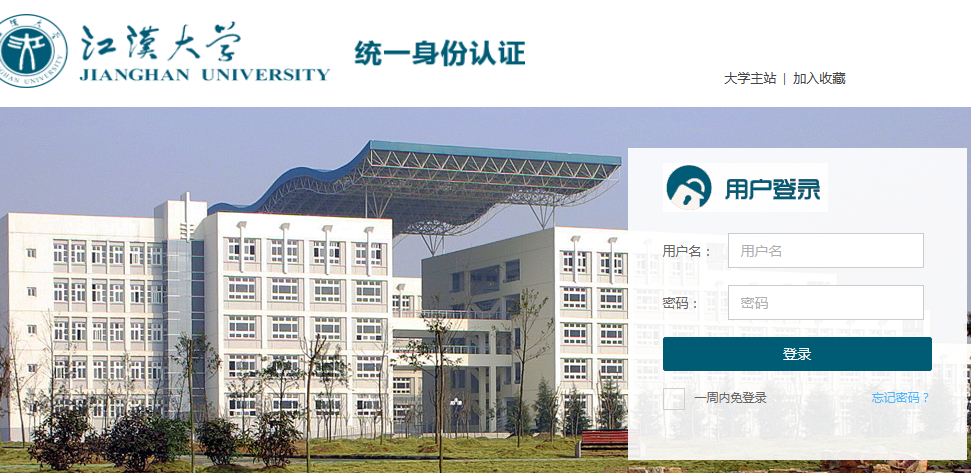 江漢大学
JIANGHAN UNIVERSITY
统一身份认证
大学主站 | 加入收藏
用户登录
用户名： 用户名
密码： 密码
登录
一周内免登录 忘记密码？